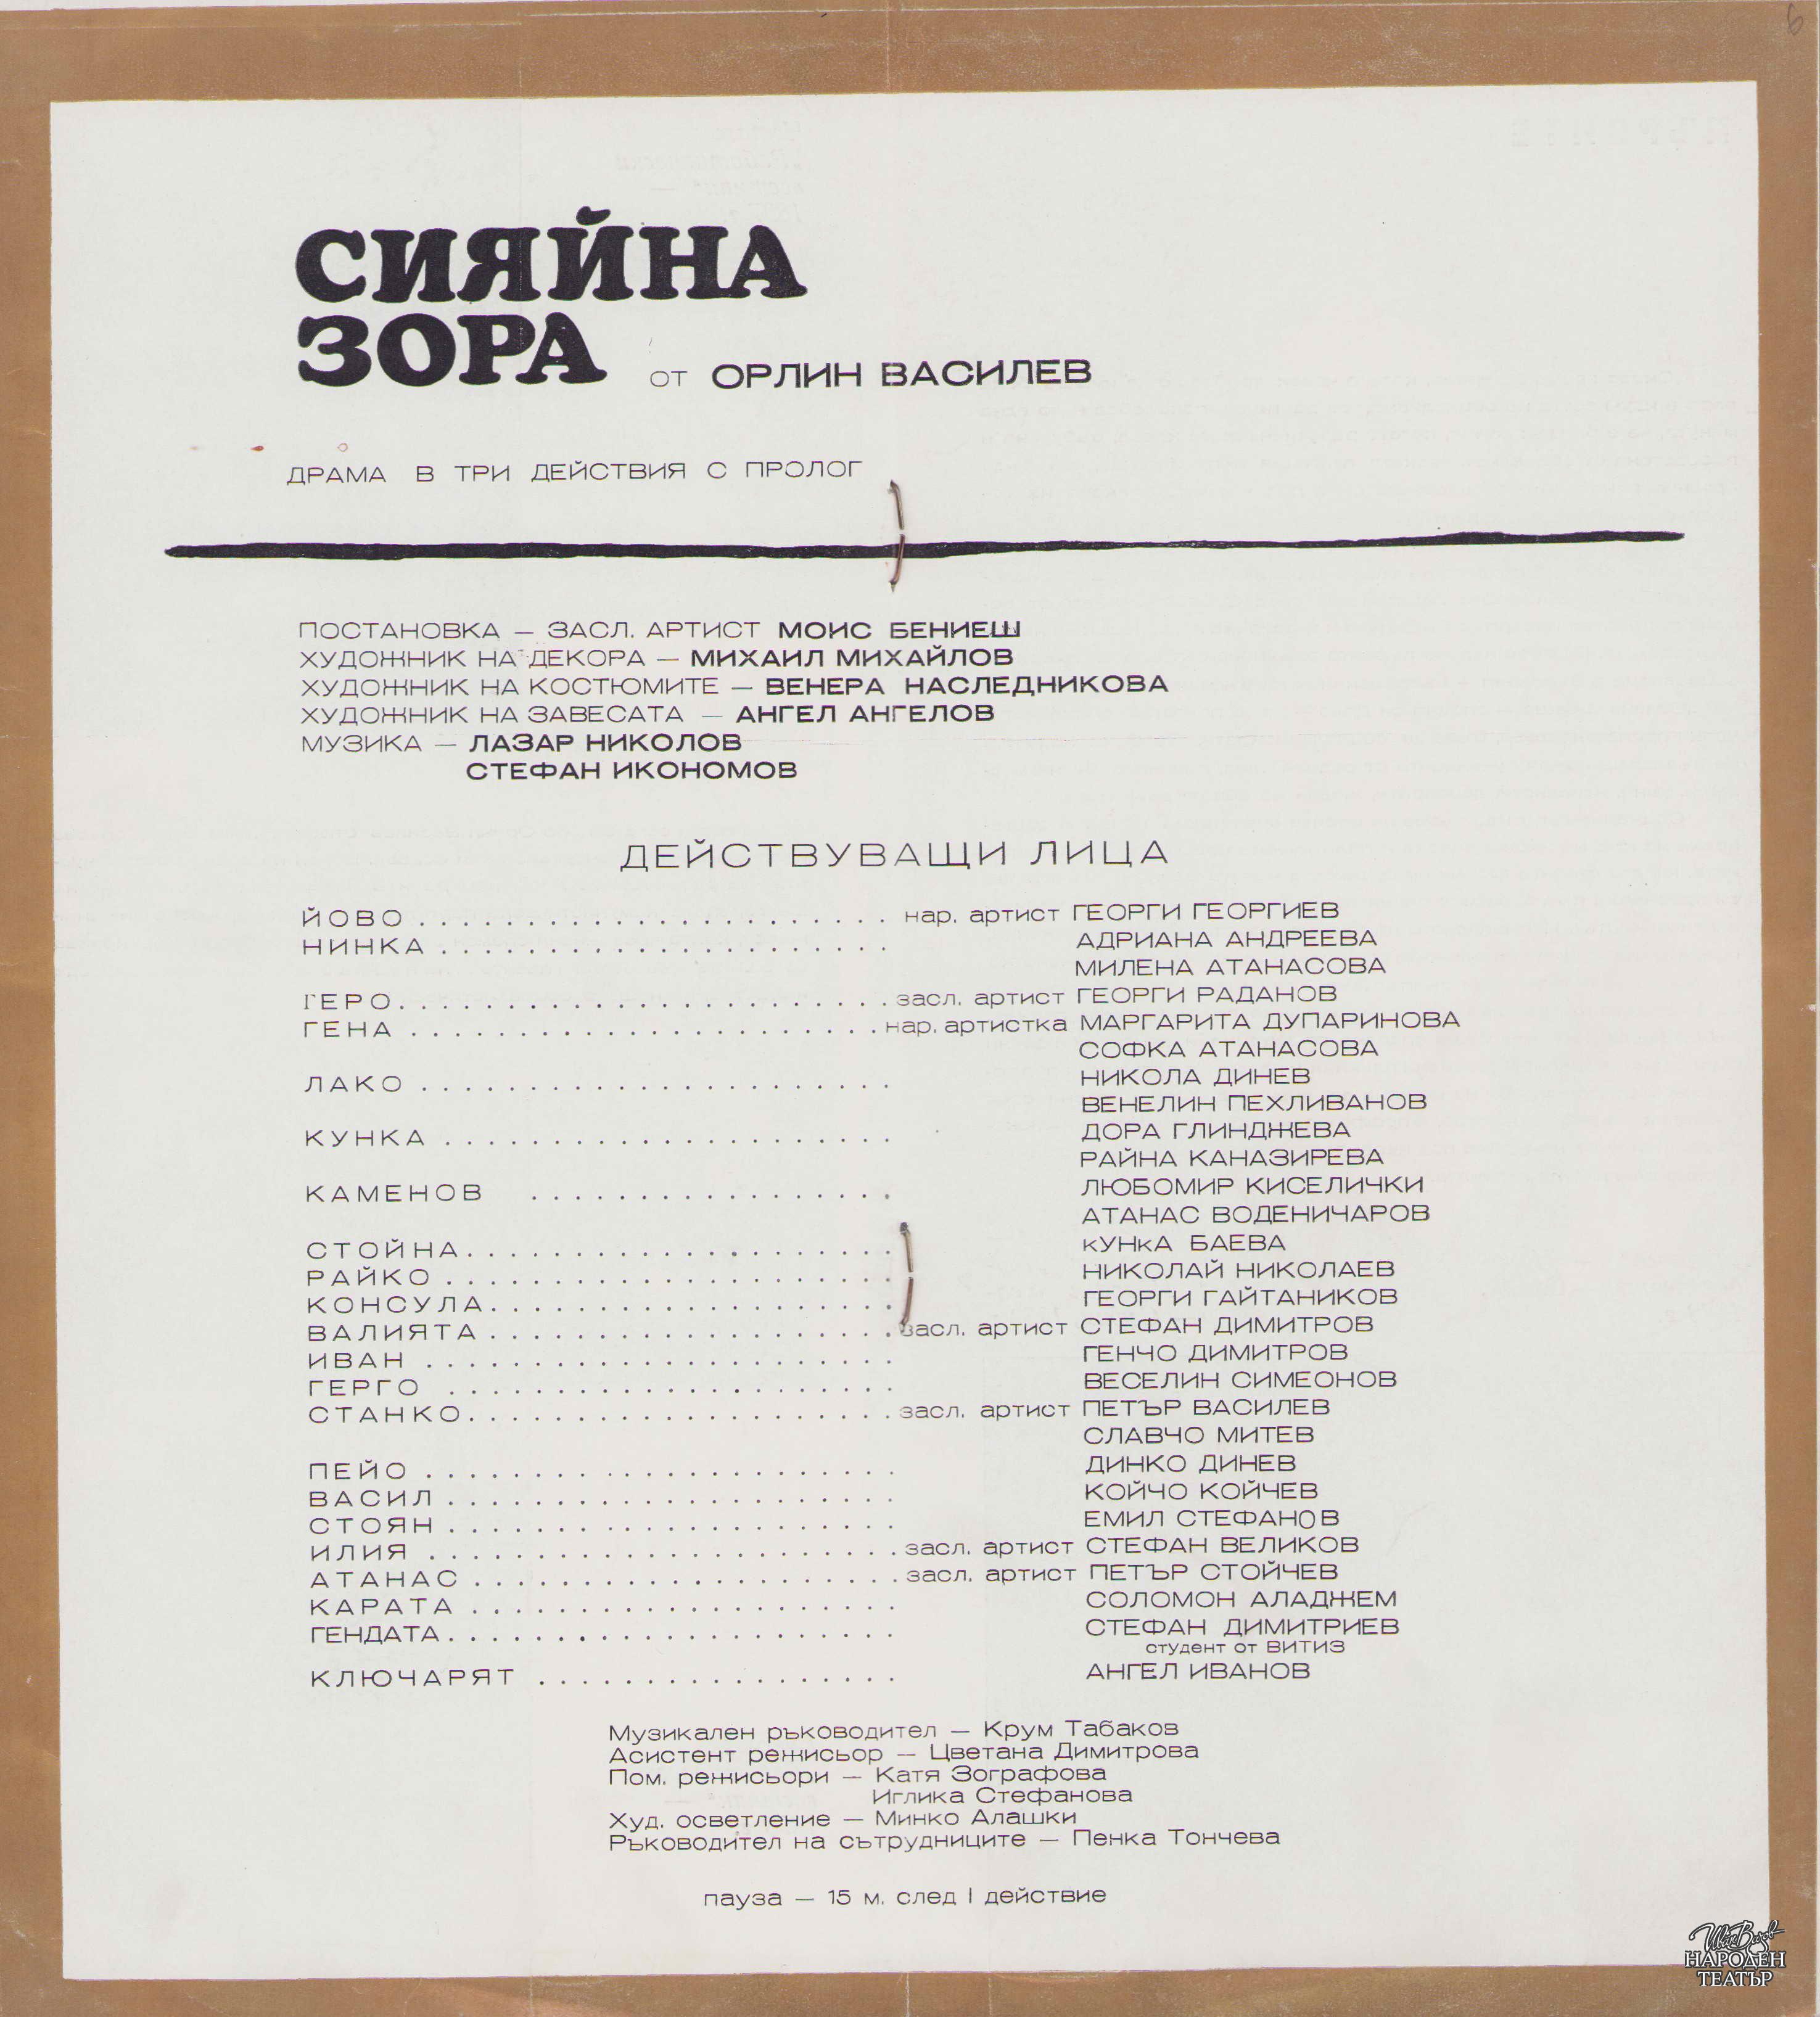 6
СИЯЙНА
ЗОРА от ОРЛИН ВАСИЛЕВ
ДРАМА В ТРИ ДЕЙСТВИЯ С ПРОЛОГ
ПОСТАНОВКА — ЗАСЛ. АРТИСТ МОИС БЕНИЕШ
ХУДОЖНИК НА ДЕКОРА — МИХАИЛ МИХАЙЛОВ
ХУДОЖНИК НА КОСТЮМИТЕ — ВЕНЕРА НАСЛЕДНИКОВА
ХУДОЖНИК НА ЗАВЕСАТА — АНГЕЛ АНГЕЛОВ
МУЗИКА — ЛАЗАР НИКОЛОВ
СТЕФАН ИКОНОМОВ
ДЕЙСТВУВАЩИ ЛИЦА
ЙОВО . . . . . . . . . . . . . . . . . . . . . . нар. артист ГЕОРГИ ГЕОРГИЕВ
НИНКА . . . . . . . . . . . . . . . . . . . . . АДРИАНА АНДРЕЕВА
МИЛЕНА АТАНАСОВА
ГЕРО. . . . . . . . . . . . . . . . . . . . . . . засл. артист ГЕОРГИ РАДАНОВ
ГЕНА . . . . . . . . . . . . . . . . . . . . . . нар. артистка МАРГАРИТА ДУПАРИНОВА
СОФКА АТАНАСОВА
ЛАКО . . . . . . . . . . . . . . . . . . . . . . НИКОЛА ДИНЕВ
ВЕНЕЛИН ПЕХЛИВАНОВ
КУНКА . . . . . . . . . . . . . . . . . . . . . ДОРА ГЛИНДЖЕВА
РАЙНА КАНАЗИРЕВА
КАМЕНОВ . . . . . . . . . . . . . . . . . ЛЮБОМИР КИСЕЛИЧКИ
АТАНАС ВОДЕНИЧАРОВ
СТОЙНА. . . . . . . . . . . . . . . . . . . . кУНкА БАЕВА
РАЙКО . . . . . . . . . . . . . . . . . . . . . НИКОЛАЙ НИКОЛАЕВ
КОНСУЛА. . . . . . . . . . . . . . . . . . . ГЕОРГИ ГАЙТАНИКОВ
ВАЛИЯТА . . . . . . . . . . . . . . . . . . . засл. артист СТЕФАН ДИМИТРОВ
ИВАН . . . . . . . . . . . . . . . . . . . . . . ГЕНЧО ДИМИТРОВ
ГЕРГО . . . . . . . . . . . . . . . . . . . . . ВЕСЕЛИН СИМЕОНОВ
СТАНКО. . . . . . . . . . . . . . . . . . . . засл. артист ПЕТЪР ВАСИЛЕВ
СЛАВЧО МИТЕВ
ПЕЙО . . . . . . . . . . . . . . . . . . . . . . ДИНКО ДИНЕВ
ВАСИЛ . . . . . . . . . . . . . . . . . . . . . КОЙЧО КОЙЧЕВ
СТОЯН . . . . . . . . . . . . . . . . . . . . . ЕМИЛ СТЕФАНОВ
ИЛИЯ . . . . . . . . . . . . . . . . . . . . . . засл. артист СТЕФАН ВЕЛИКОВ
АТАНАС . . . . . . . . . . . . . . . . . . . . засл. артист ПЕТЪР СТОЙЧЕВ
КАРАТА . . . . . . . . . . . . . . . . . . . . СОЛОМОН АЛАДЖЕМ
ГЕНДАТА. . . . . . . . . . . . . . . . . . . . . СТЕФАН ДИМИТРИЕВ
студент от ВИТИЗ
КЛЮЧАРЯТ . . . . . . . . . . . . . . . . . АНГЕЛ ИВАНОВ
Музикален ръководител — Крум Табаков
Асистент режисьор — Цветана Димитрова
Пом. режисьори — Катя Зографова
Иглика Стефанова
Худ. осветление — Минко Алашки
Ръководител на сътрудниците — Пенка Тончева
пауза — 15 м. след I действие
Иван Вазов
НАРОДЕН
ТЕАТЪР